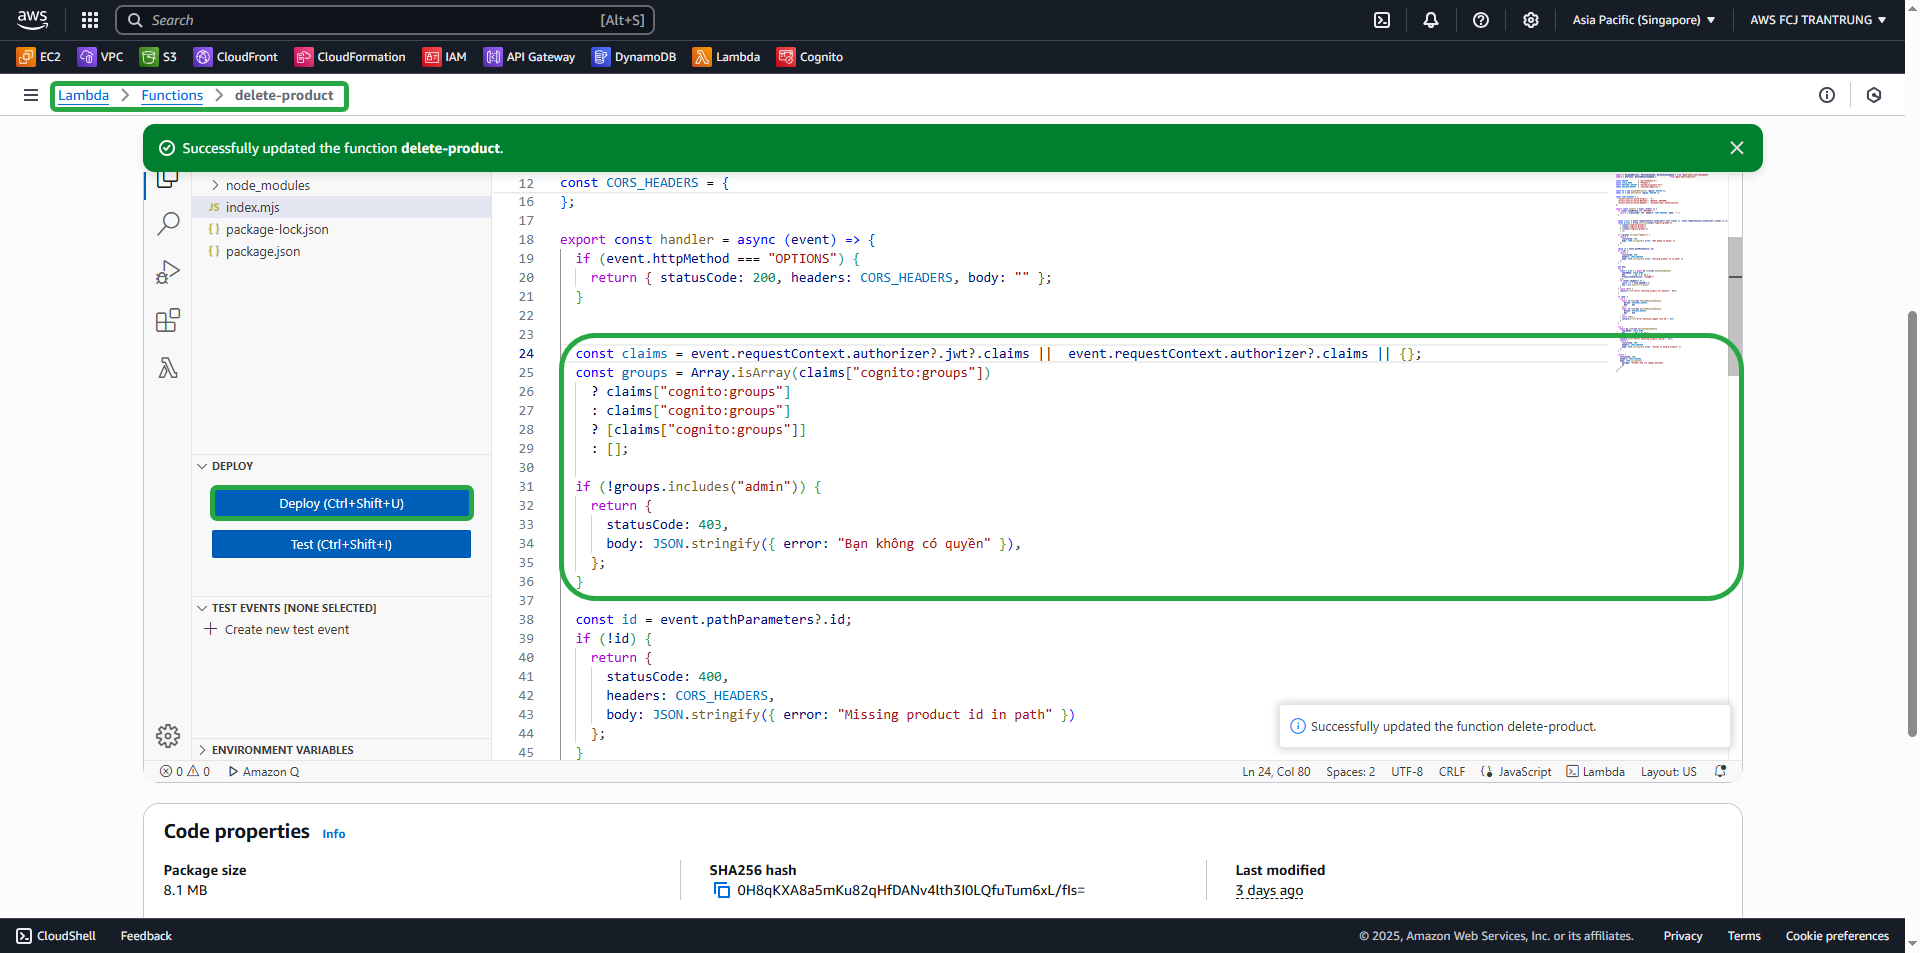 aws
Search [Alt+S]
Asia Pacific (Singapore) AWS FCJ TRANTRUNG
EC2 VPC S3 CloudFront CloudFormation IAM API Gateway DynamoDB Lambda Cognito
Lambda > Functions > delete-product
Successfully updated the function delete-product.
node_modules
JS index.mjs
{} package-lock.json
{} package.json
DEPLOY
Deploy (Ctrl+Shift+U)
Test (Ctrl+Shift+I)
TEST EVENTS [NONE SELECTED]
Create new test event
ENVIRONMENT VARIABLES
12 const CORS_HEADERS = {
16 };
17
18 export const handler = async (event) => {
19 if (event.httpMethod === "OPTIONS") {
20 return { statusCode: 200, headers: CORS_HEADERS, body: "" };
21 }
22
23
24 const claims = event.requestContext.authorizer?.jwt?.claims ||  event.requestContext.authorizer?.claims || {};
25 const groups = Array.isArray(claims["cognito:groups"])
26 ? claims["cognito:groups"]
27 : claims["cognito:groups"]
28 ? [claims["cognito:groups"]]
29 : [];
30
31 if (!groups.includes("admin")) {
32 return {
33 statusCode: 403,
34 body: JSON.stringify({ error: "Bạn không có quyền" }),
35 };
36 }
37
38 const id = event.pathParameters?.id;
39 if (!id) {
40 return {
41 statusCode: 400,
42 headers: CORS_HEADERS,
43 body: JSON.stringify({ error: "Missing product id in path" })
44 };
45 }
Successfully updated the function delete-product.
0 0 Amazon Q
Ln 24, Col 80 Spaces: 2 UTF-8 CRLF {} JavaScript Lambda Layout: US
Code properties Info
Package size
8.1 MB
SHA256 hash
0H8qKXA8a5mKu82qHfDANv4lth3I0LQfuTum6xL/fIs=
Last modified
3 days ago
CloudShell Feedback
© 2025, Amazon Web Services, Inc. or its affiliates. Privacy Terms Cookie preferences